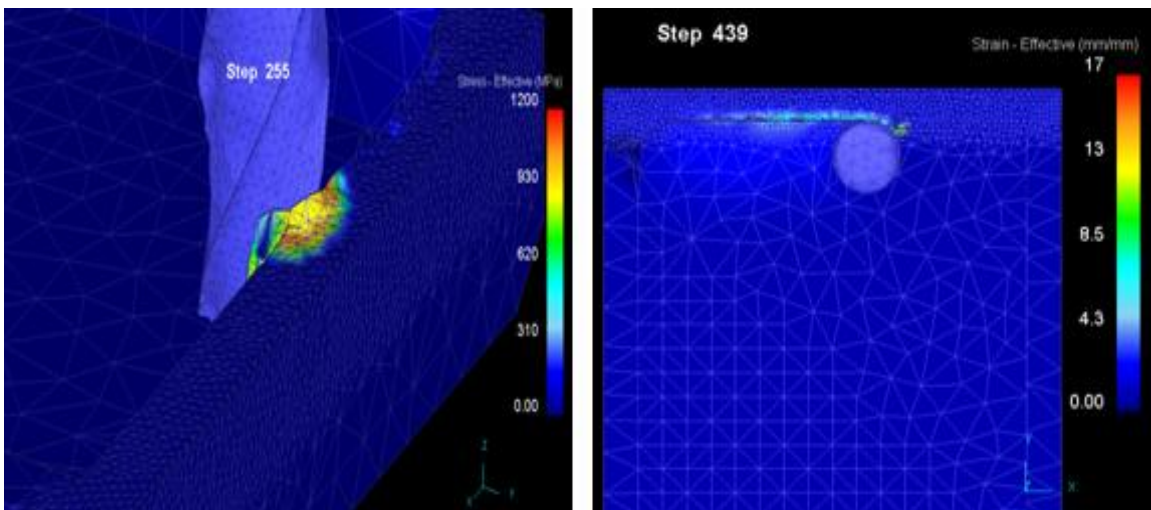 Step 255
Stress - Effective (MPa)
1200
930
620
310
0.00
Z
X
Y
Step 439
Strain - Effective (mm/mm)
17
13
8.5
4.3
0.00
Y
Z
X